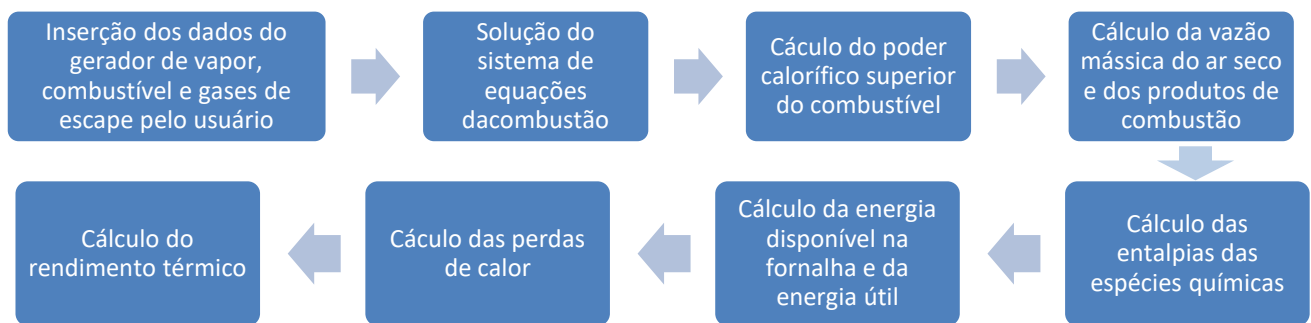 Inserção dos dados do
gerador de vapor,
combustível e gases de
escape pelo usuário
Solução do
sistema de
equações
dacombustão
Cáculo do poder
calorífico superior
do combustível
Cálculo da vazão
mássica do ar seco
e dos produtos de
combustão
Cálculo das
entalpias das
espécies químicas
Cálculo da energia
disponível na
fornalha e da
energia útil
Cáculo das perdas
de calor
Cálculo do
rendimento térmico